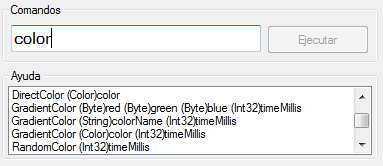 Comandos
color
Ejecutar
Ayuda
DirectColor (Color)color
GradientColor (Byte)red (Byte)green (Byte)blue (Int32)timeMillis
GradientColor (String)colorName (Int32)timeMillis
GradientColor (Color)color (Int32)timeMillis
RandomColor (Int32)timeMillis